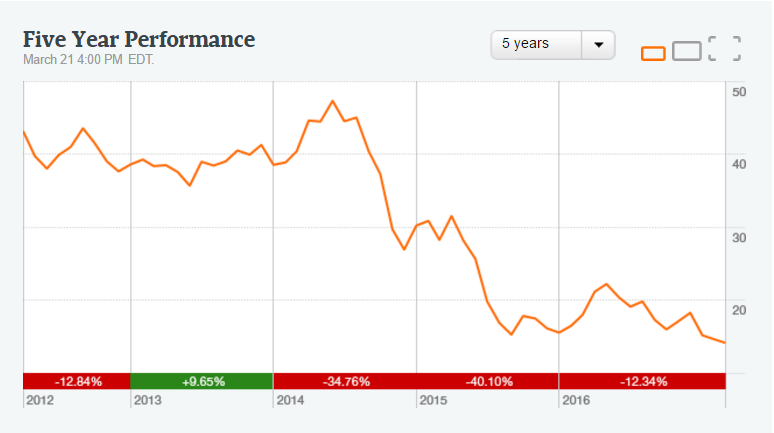 Five Year Performance
March 21 4:00 PM EDT.
5 years
50
40
30
20
-12.84% +9.65% -34.76% -40.10% -12.34%
2012 2013 2014 2015 2016